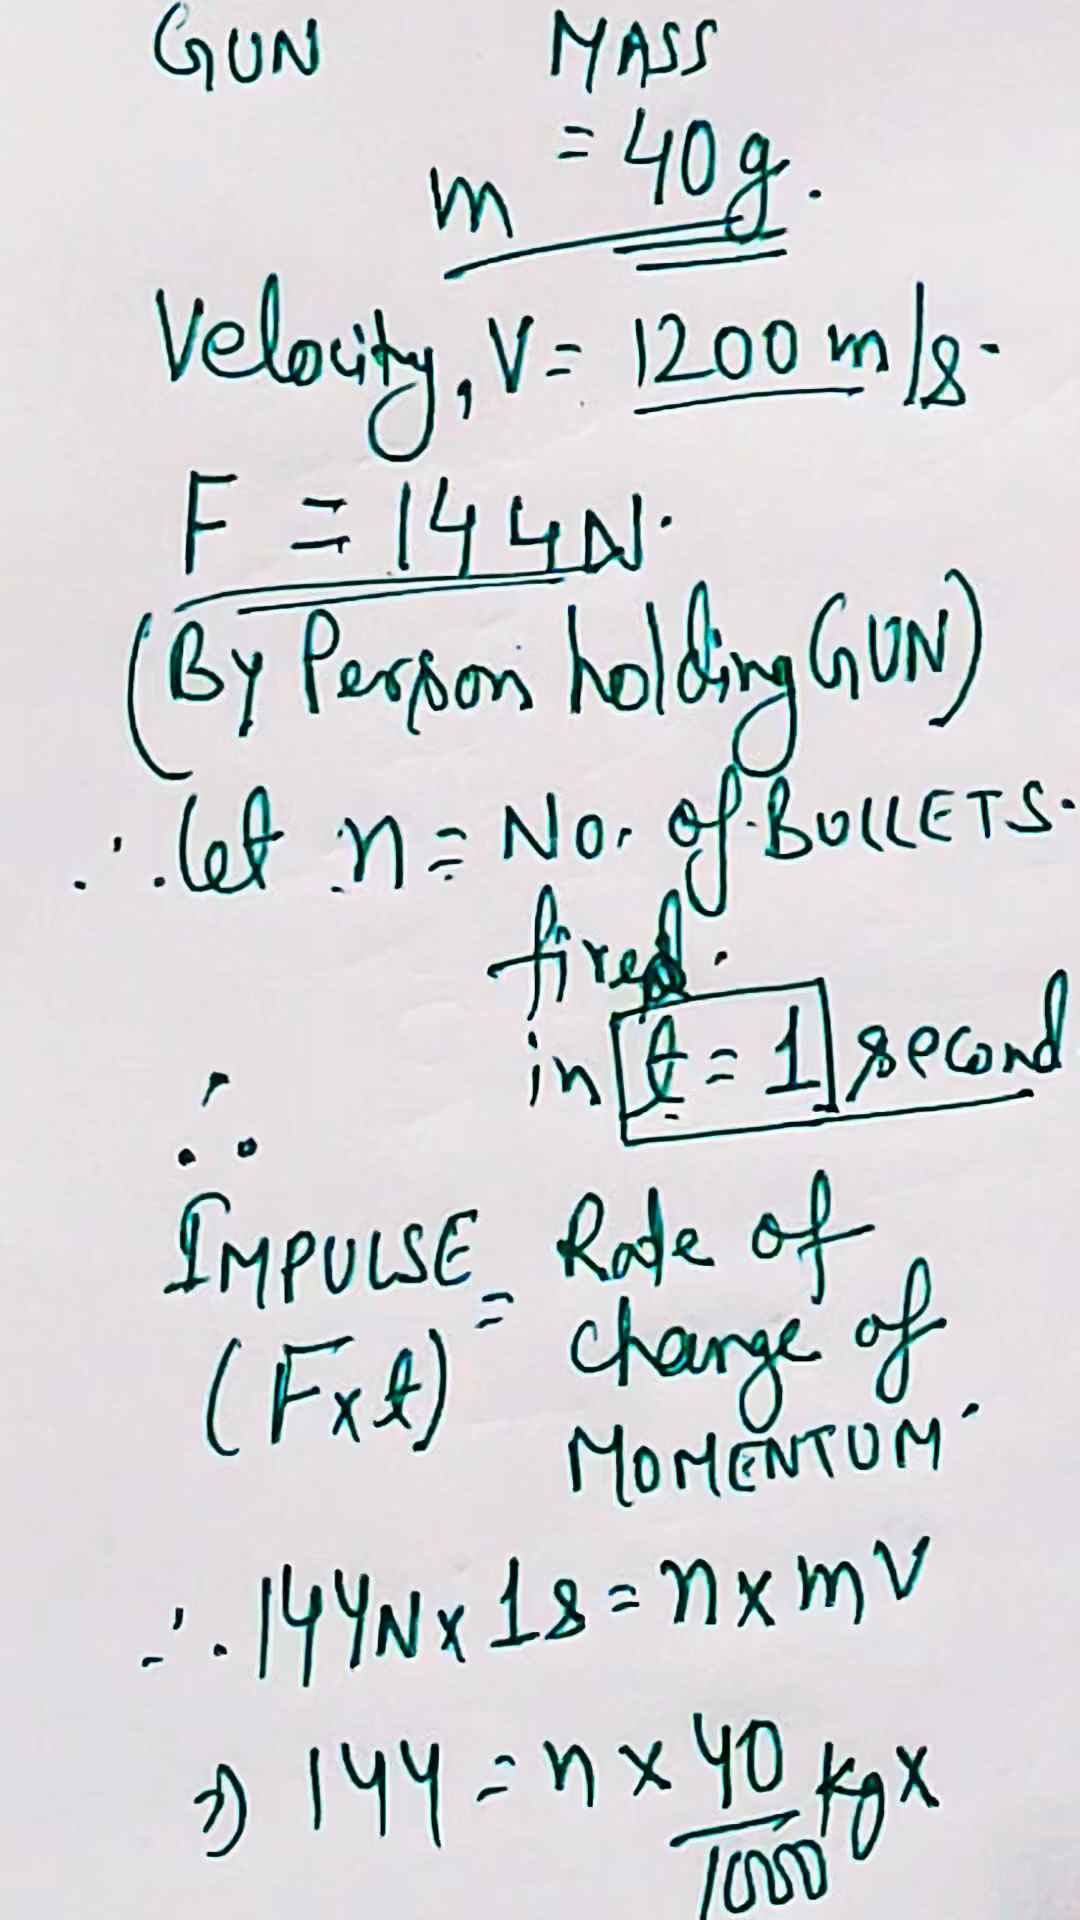 GUN MASS
m = 40g.
Velocity, V = 1200 m/s.
F = 144N.
(By Person holding GUN)
∴ let n = No. of BULLETS.
fired.
in t = 1 second
∴
IMPULSE = Rate of
(F×t) change of
MOMENTUM.
∴ 144N × 1s = n × mV
⇒ 144 = n × 40/1000 kg ×